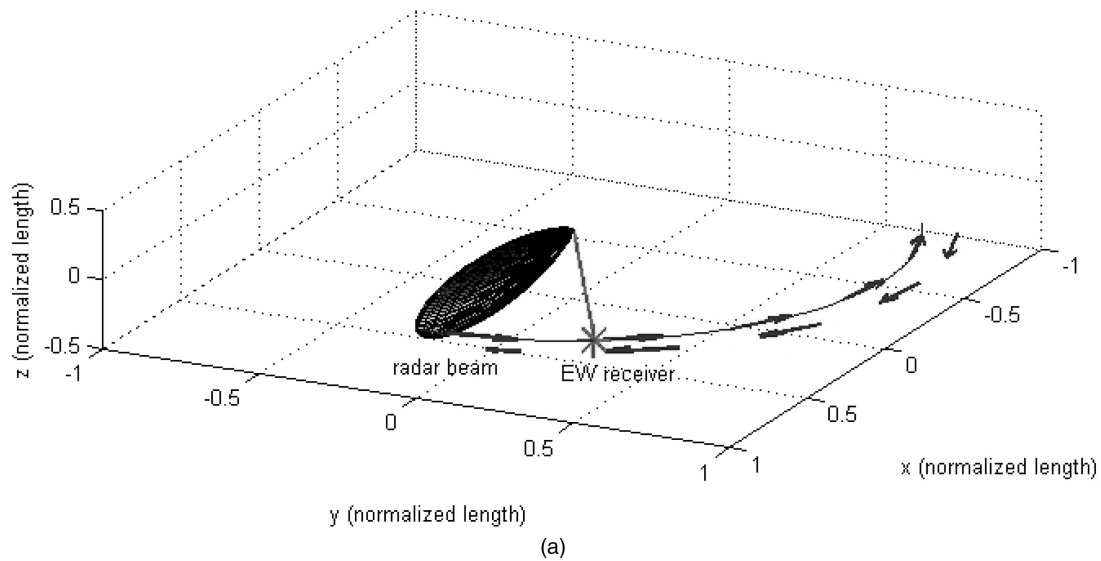 z (normalized length)
0.5
0
-0.5
-1
-0.5
0
0.5
1
y (normalized length)
radar beam
EW receiver
-1
-0.5
0
0.5
1
x (normalized length)
(a)